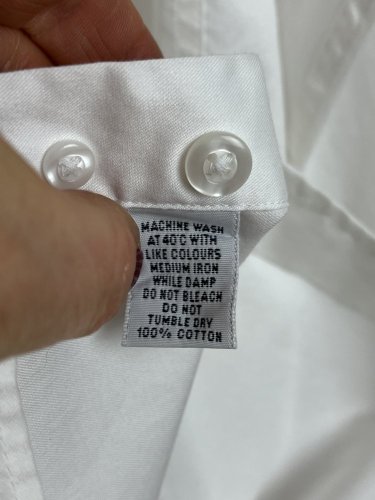 MACHINE WASH
AT 40°C WITH
LIKE COLOURS
MEDIUM IRON
WHILE DAMP
DO NOT BLEACH
DO NOT
TUMBLE DRY
100% COTTON